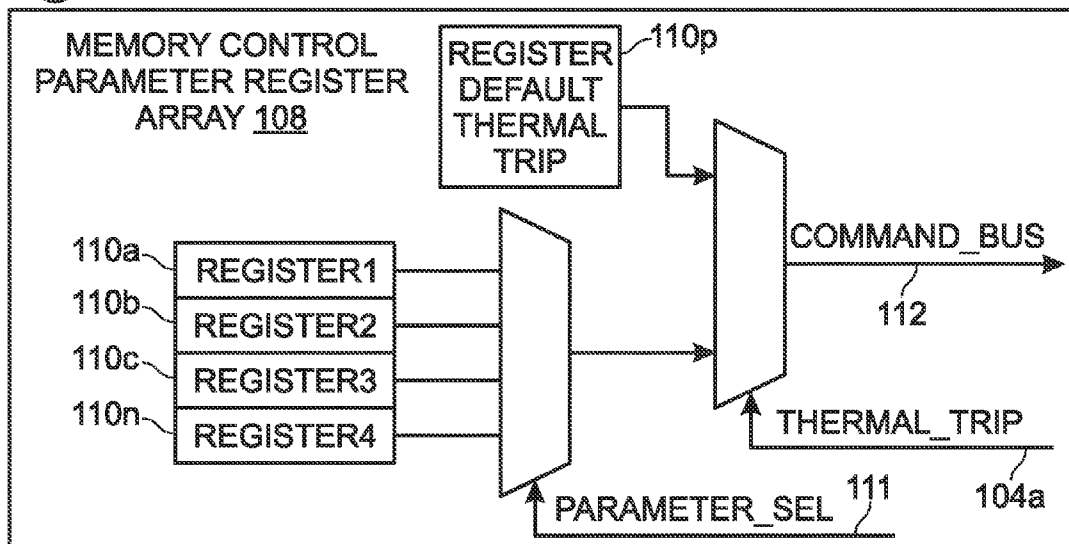 MEMORY CONTROL
PARAMETER REGISTER
ARRAY 108
REGISTER
DEFAULT
THERMAL
TRIP
110p
110a
REGISTER1
110b
REGISTER2
110c
REGISTER3
110n
REGISTER4
COMMAND_BUS
112
THERMAL_TRIP
104a
PARAMETER_SEL
111